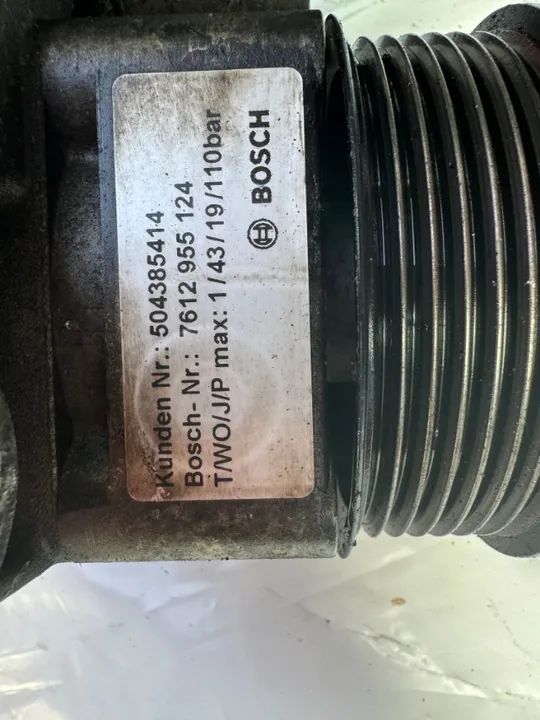 Kunden Nr.: 504385414
Bosch- Nr.: 7612 955 124
T/WO/J/P max: 1/43/19/110bar
BOSCH